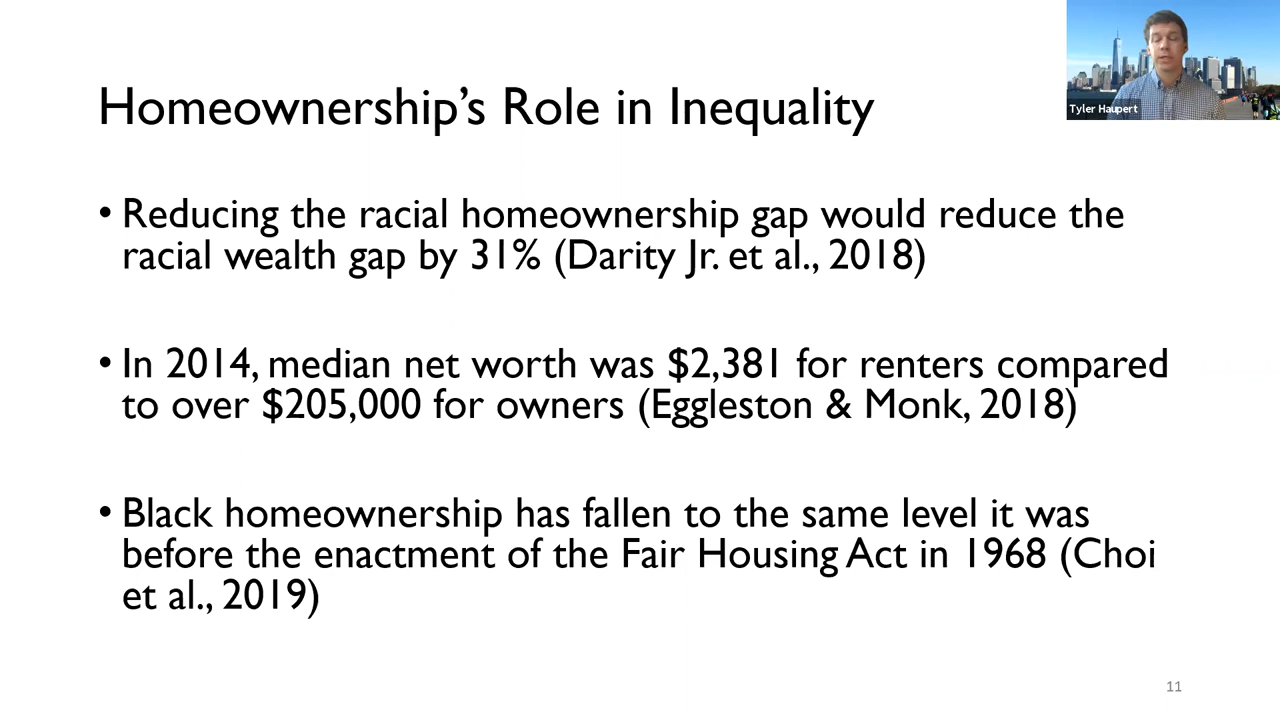 Tyler Haupert
Homeownership’s Role in Inequality
• Reducing the racial homeownership gap would reduce the
racial wealth gap by 31% (Darity Jr. et al., 2018)
• In 2014, median net worth was $2,381 for renters compared
to over $205,000 for owners (Eggleston & Monk, 2018)
• Black homeownership has fallen to the same level it was
before the enactment of the Fair Housing Act in 1968 (Choi
et al., 2019)
11